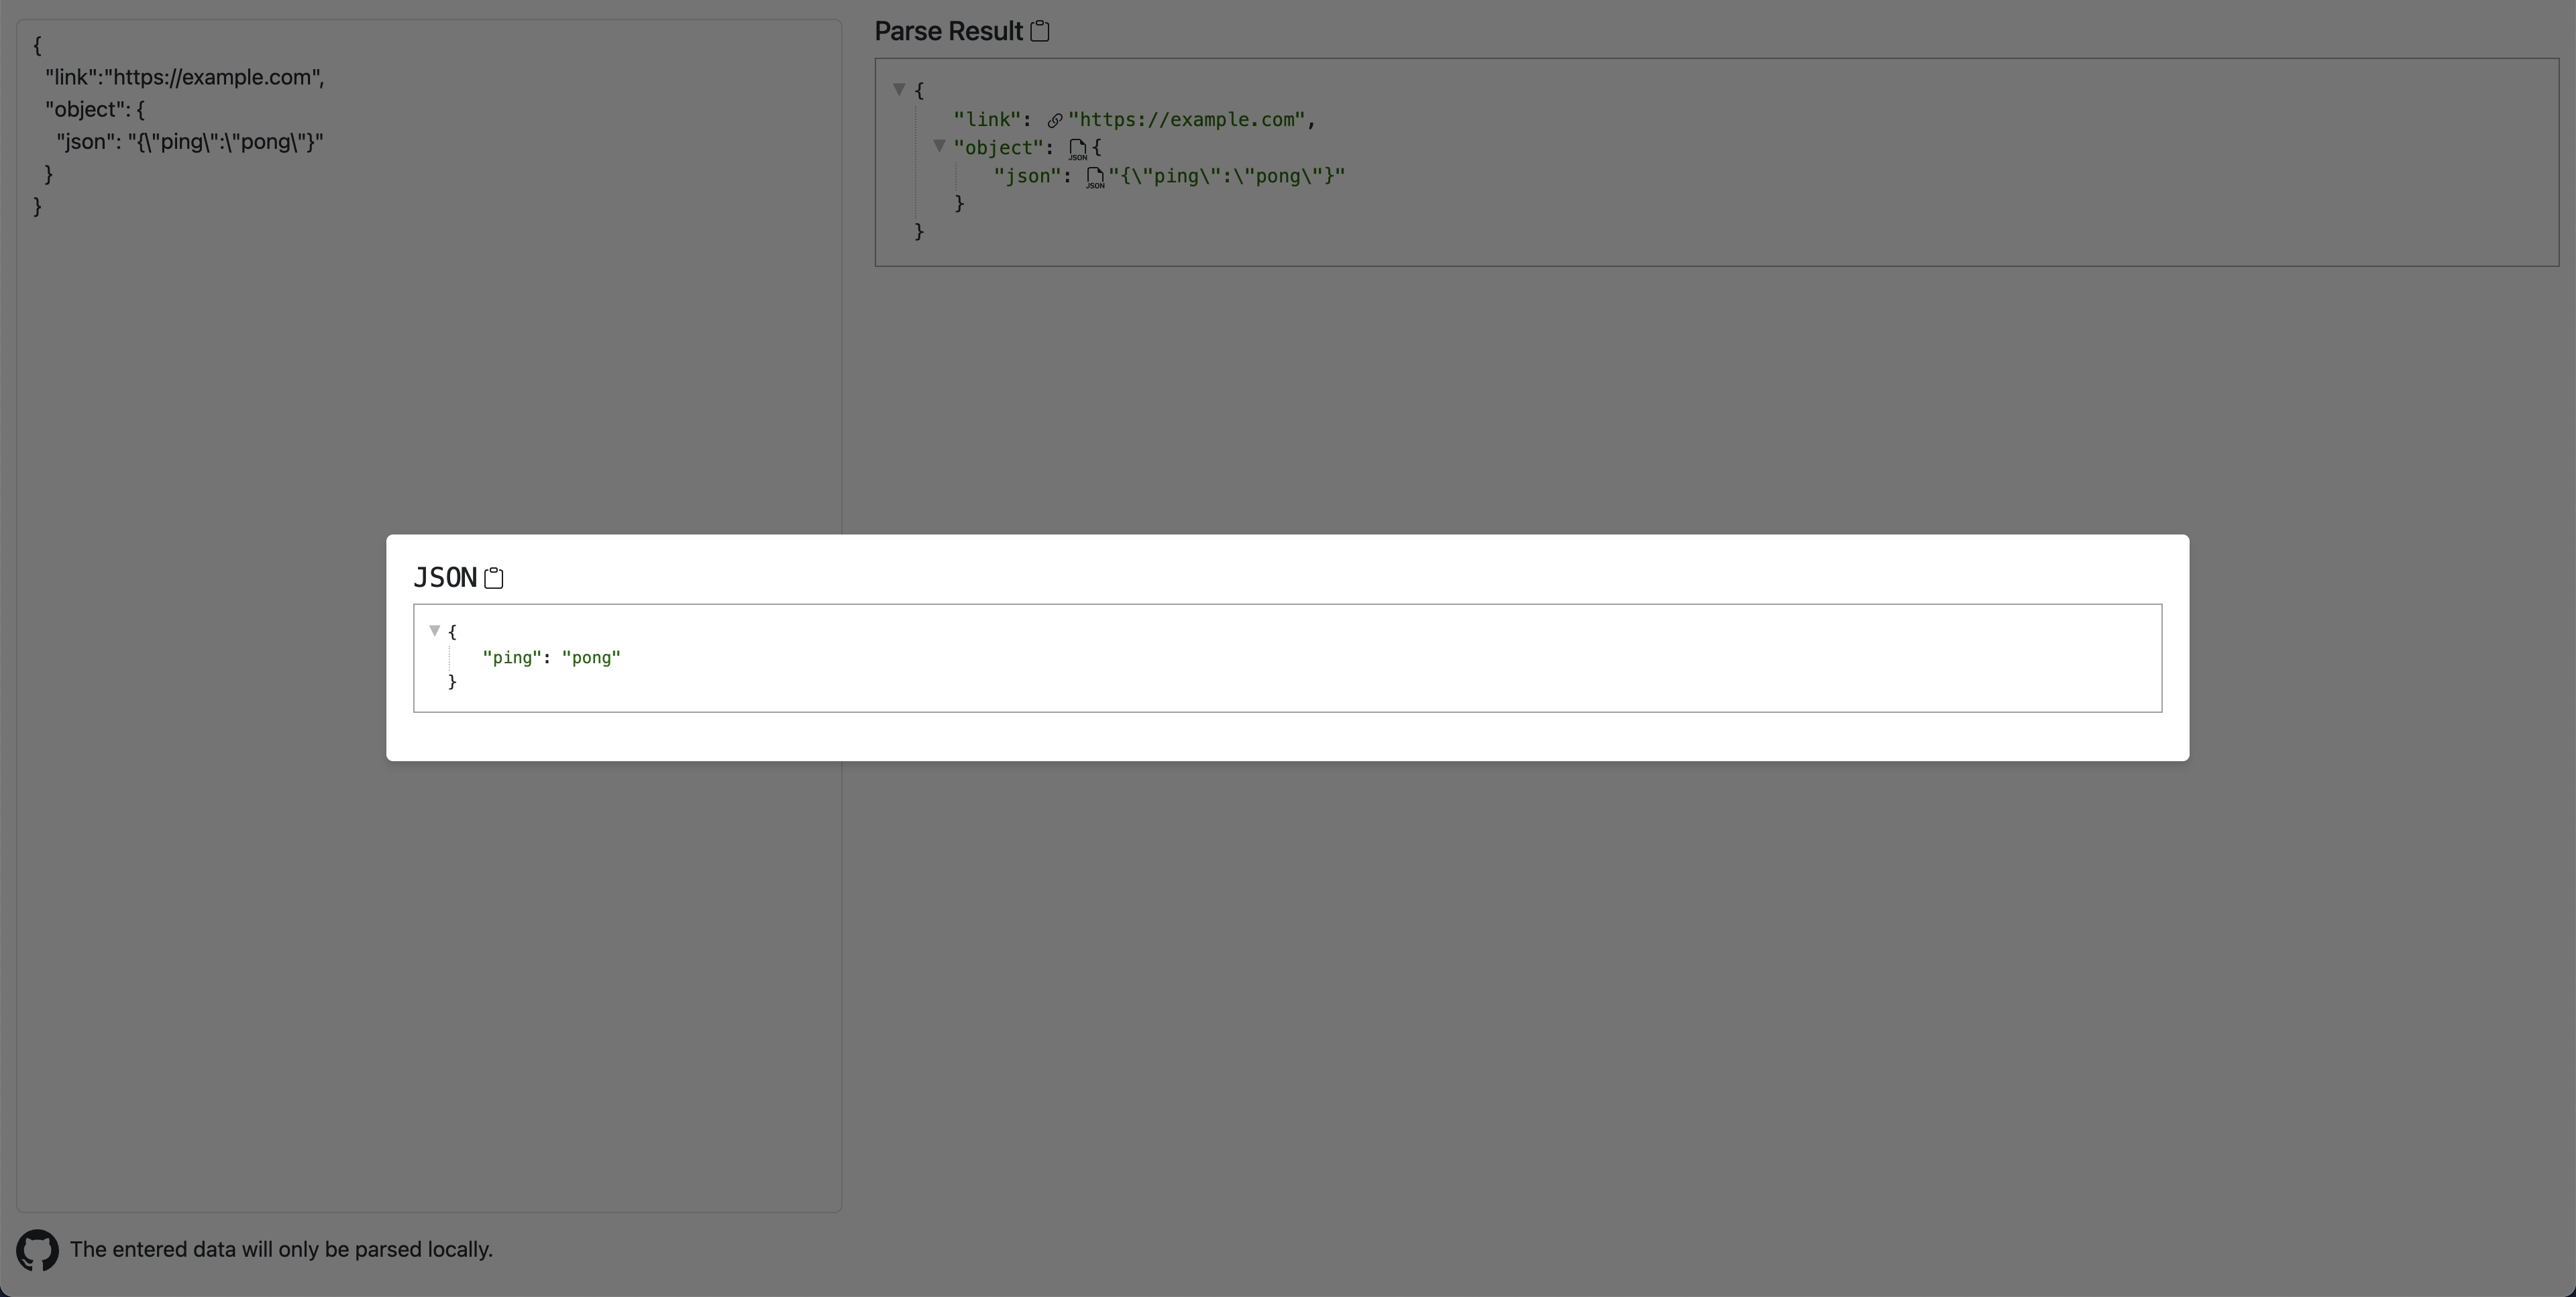 {
"link":"https://example.com",
"object": {
"json": "{\"ping\":\"pong\"}"
}
}
The entered data will only be parsed locally.
Parse Result
{
"link": "https://example.com",
"object": JSON {
"json": JSON "{\"ping\":\"pong\"}"
}
}
JSON
{
"ping": "pong"
}